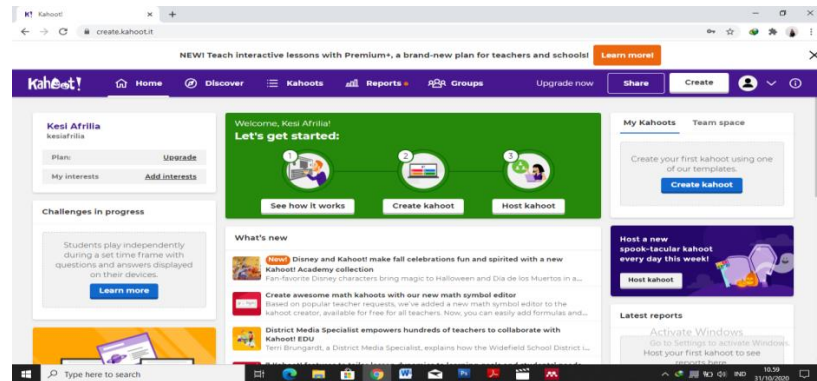 K! Kahoot!
create.kahoot.it
NEW! Teach interactive lessons with Premium+, a brand-new plan for teachers and schools! Learn more!
Kahoot! Home Discover Kahoots Reports Groups Upgrade now Share Create
Kesi Afrilia
kesiafrilia
Plan: Upgrade
My interests Add interests
Challenges in progress
Students play independently
during a set time frame with
questions and answers displayed
on their devices.
Learn more
Welcome, Kesi Afrilia!
Let's get started:
1 2 3
See how it works Create kahoot Host kahoot
What's new
New! Disney and Kahoot! make fall celebrations fun and spirited with a new
Kahoot! Academy collection
Fan-favorite Disney characters bring magic to Halloween and Dia de los Muertos in a...
Create awesome math kahoots with our new math symbol editor
Based on popular teacher requests, we've added a new math symbol editor to the
kahoot creator, available for free for all teachers. Now, you can easily add formulas and...
District Media Specialist empowers hundreds of teachers to collaborate with
Kahoot! EDU
Terri Brungardt, a District Media Specialist, explains how the Widefield School District i...
My Kahoots Team space
Create your first kahoot using one
of our templates.
Create kahoot
Host a new
spook-tacular kahoot
every day this week!
Host kahoot
Latest reports
Activate Windows
Go to Settings to activate Windows.
Host your first kahoot to see
reports here
Type here to search
IND
10.59
31/10/2020